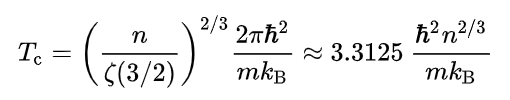 T_c = ( n / ζ(3/2) )^{2/3} 2πħ² / mk_B ≈ 3.3125 ħ²n^{2/3} / mk_B